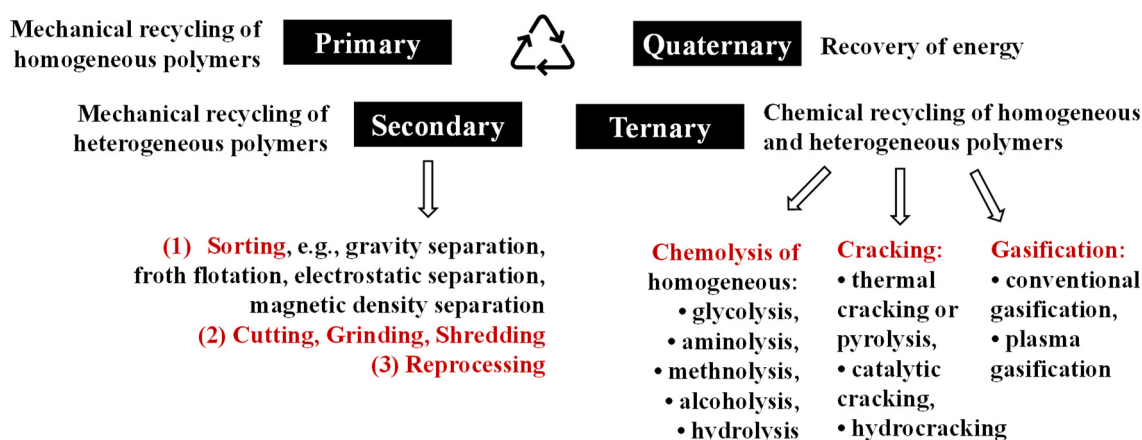 Mechanical recycling of
homogeneous polymers
Primary
Quaternary
Recovery of energy
Mechanical recycling of
heterogeneous polymers
Secondary
Ternary
Chemical recycling of homogeneous
and heterogeneous polymers
(1) Sorting, e.g., gravity separation,
froth flotation, electrostatic separation,
magnetic density separation
(2) Cutting, Grinding, Shredding
(3) Reprocessing
Chemolysis of
homogeneous:
• glycolysis,
• aminolysis,
• methnolysis,
• alcoholysis,
• hydrolysis
Cracking:
• thermal
cracking or
pyrolysis,
• catalytic
cracking,
• hydrocracking
Gasification:
• conventional
gasification,
• plasma
gasification